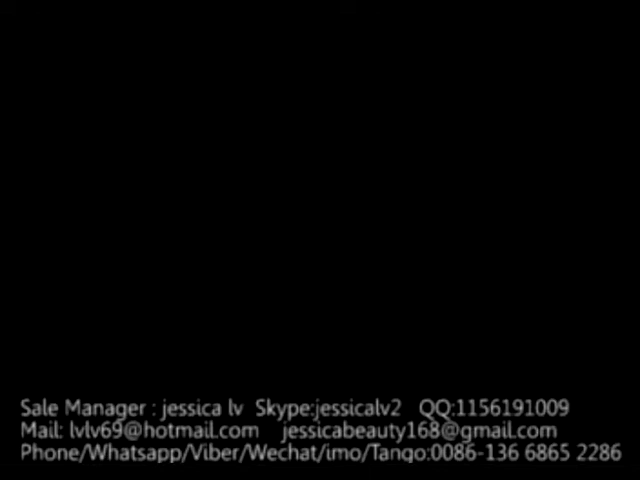 Sale Manager : jessica lv Skype:jessicalv2 QQ:1156191009
Mail: lvlv69@hotmail.com jessicabeauty168@gmail.com
Phone/Whatsapp/Viber/Wechat/imo/Tango:0086-136 6865 2286